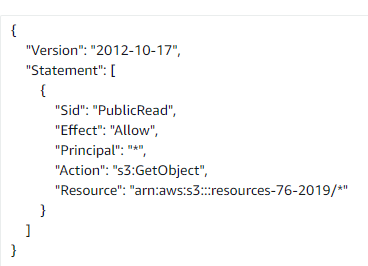 {
"Version": "2012-10-17",
"Statement": [
{
"Sid": "PublicRead",
"Effect": "Allow",
"Principal": "*",
"Action": "s3:GetObject",
"Resource": "arn:aws:s3:::resources-76-2019/*"
}
]
}